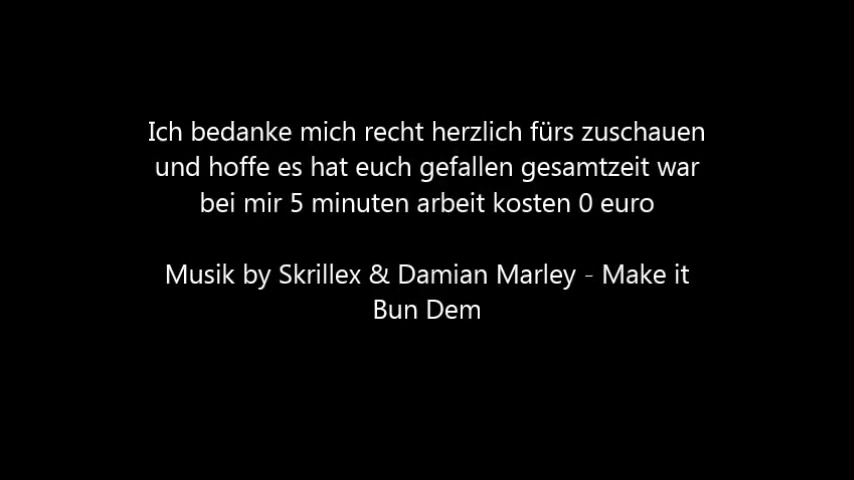 Ich bedanke mich recht herzlich fürs zuschauen
und hoffe es hat euch gefallen gesamtzeit war
bei mir 5 minuten arbeit kosten 0 euro
Musik by Skrillex & Damian Marley - Make it
Bun Dem